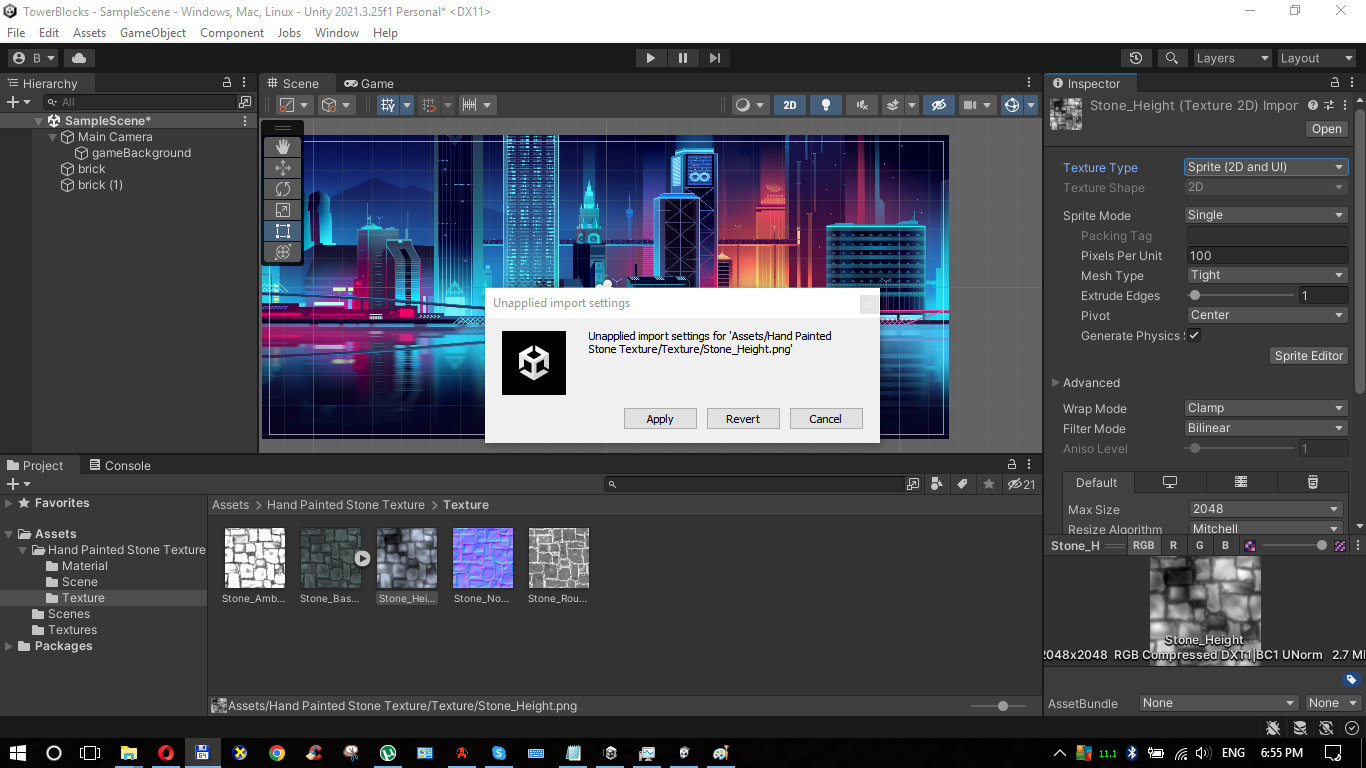 TowerBlocks - SampleScene - Windows, Mac, Linux - Unity 2021.3.25f1 Personal* <DX11>
File Edit Assets GameObject Component Jobs Window Help
B
Layers Layout
Hierarchy
Scene Game
Inspector
All
2D
Stone_Height (Texture 2D) Impor
Open
SampleScene*
Main Camera
gameBackground
brick
brick (1)
Texture Type Sprite (2D and UI)
Texture Shape 2D
Sprite Mode Single
Packing Tag
Pixels Per Unit 100
Mesh Type Tight
Extrude Edges 1
Pivot Center
Generate Physics
Sprite Editor
Advanced
Wrap Mode Clamp
Filter Mode Bilinear
Aniso Level 1
Default
Max Size 2048
Resize Algorithm Mitchell
Unapplied import settings
Unapplied import settings for 'Assets/Hand Painted
Stone Texture/Texture/Stone_Height.png'
Apply Revert Cancel
Project Console
21
Favorites
Assets
Hand Painted Stone Texture
Material
Scene
Texture
Scenes
Textures
Packages
Assets > Hand Painted Stone Texture > Texture
Stone_Amb... Stone_Bas... Stone_Hei... Stone_No... Stone_Rou...
Assets/Hand Painted Stone Texture/Texture/Stone_Height.png
Stone_H RGB R G B
Stone_Height
2048x2048 RGB Compressed DXT1|BC1 UNorm 2.7 M
AssetBundle None None
64
11.1
ENG 6:55 PM